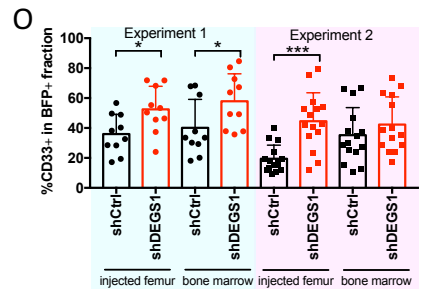 O
Experiment 1
Experiment 2
* * ***
%CD33+ in BFP+ fraction
100
80
60
40
20
0
shCtrl shDEGS1 shCtrl shDEGS1 shCtrl shDEGS1 shCtrl shDEGS1
injected femur bone marrow injected femur bone marrow